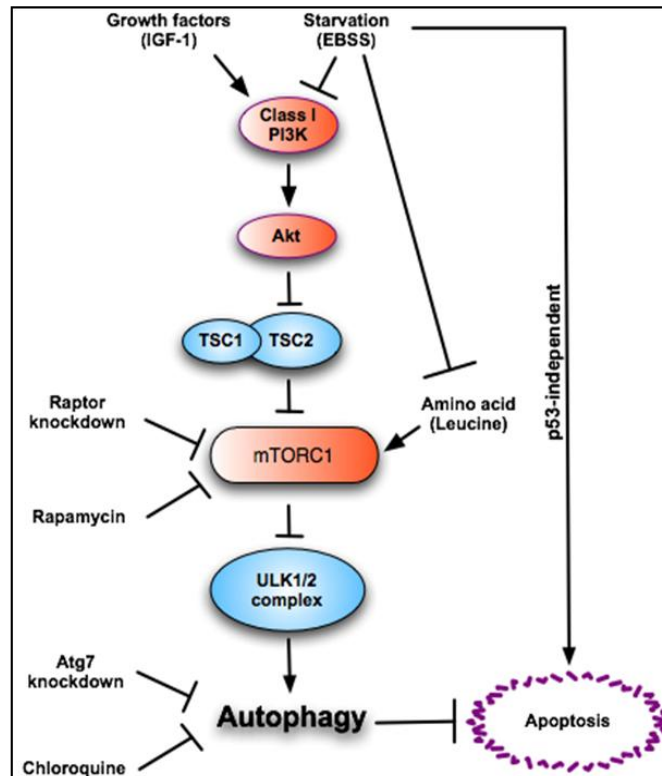 Growth factors
(IGF-1)
Starvation
(EBSS)
Class I
PI3K
Akt
TSC1
TSC2
Raptor
knockdown
Amino acid
(Leucine)
p53-independent
mTORC1
Rapamycin
ULK1/2
complex
Atg7
knockdown
Autophagy
Apoptosis
Chloroquine